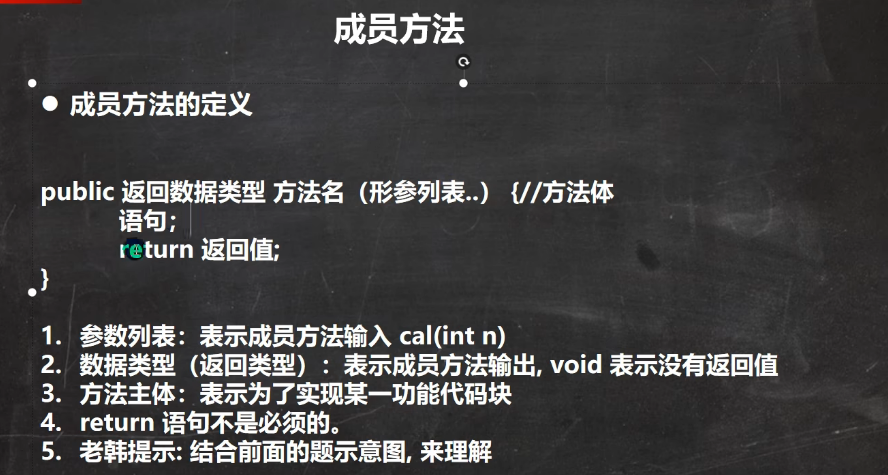 成员方法
● 成员方法的定义
public 返回数据类型 方法名（形参列表..） {//方法体
语句；
return 返回值;
}
1. 参数列表：表示成员方法输入 cal(int n)
2. 数据类型（返回类型）：表示成员方法输出, void 表示没有返回值
3. 方法主体：表示为了实现某一功能代码块
4. return 语句不是必须的。
5. 老韩提示: 结合前面的题示意图, 来理解